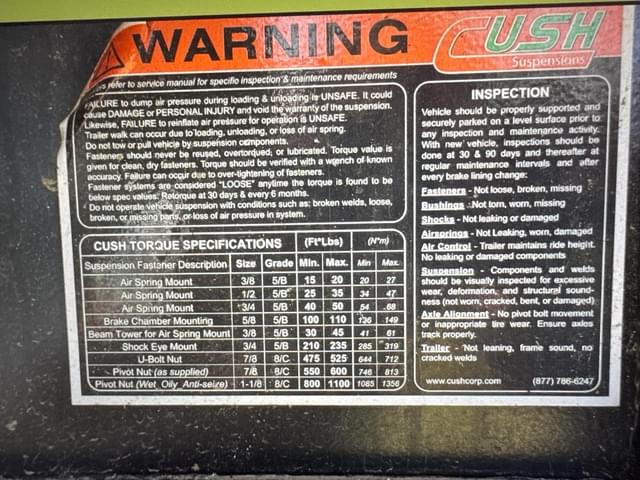 WARNING
CUSH
Suspensions
refer to service manual for specific inspection & maintenance requirements
FAILURE to dump air pressure during loading & unloading is UNSAFE. It could
cause DAMAGE or PERSONAL INJURY and void the warranty of the suspension.
Likewise, FAILURE to reinflate air pressure for operation is UNSAFE.
Trailer walk can occur due to loading, unloading, or loss of air spring.
Do not tow or pull vehicle by suspension components.
Fasteners should never be reused, overtorqued, or lubricated. Torque value is
given for clean, dry fasteners. Torque should be verified with a wrench of known
accuracy. Failure can occur due to over-tightening of fasteners.
Fastener systems are considered "LOOSE" anytime the torque is found to be
below spec values. Retorque at 30 days & every 6 months.
Do not operate vehicle suspension with conditions such as: broken welds, loose,
broken, or missing parts, or loss of air pressure in system.
CUSH TORQUE SPECIFICATIONS (Ft*Lbs) (N*m)
Suspension Fastener Description Size Grade Min. Max. Min Max.
Air Spring Mount 3/8 5/B 15 20 20 27
Air Spring Mount 1/2 5/B 25 35 34 47
Air Spring Mount 3/4 5/B 40 50 54 68
Brake Chamber Mounting 5/8 5/B 100 110 136 149
Beam Tower for Air Spring Mount 3/8 5/B 30 45 41 61
Shock Eye Mount 3/4 5/B 210 235 285 319
U-Bolt Nut 7/8 8/C 475 525 644 712
Pivot Nut (as supplied) 7/8 8/C 550 600 746 813
Pivot Nut (Wet, Oily, Anti-seize) 1-1/8 8/C 800 1100 1085 1356
INSPECTION
Vehicle should be properly supported and
securely parked on a level surface prior to
any inspection and maintenance activity.
With new vehicle, inspections should be
done at 30 & 90 days and thereafter at
regular maintenance intervals and after
every brake lining change:
Fasteners - Not loose, broken, missing
Bushings - Not torn, worn, missing
Shocks - Not leaking or damaged
Airsprings - Not Leaking, worn, damaged
Air Control - Trailer maintains ride height.
No leaking or damaged components
Suspension - Components and welds
should be visually inspected for excessive
wear, deformation, and structural sound-
ness (not worn, cracked, bent, or damaged)
Axle Alignment - No pivot bolt movement
or inappropriate tire wear. Ensure axles
track properly.
Trailer - Not leaning, frame sound, no
cracked welds
www.cushcorp.com (877) 786-6247